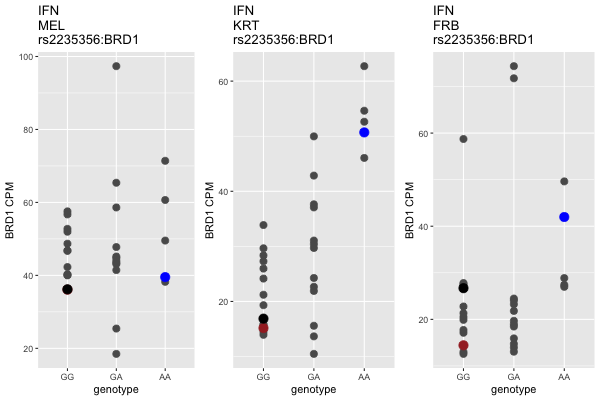 IFN
MEL
rs2235356:BRD1
BRD1 CPM
100
80
60
40
20
GG
GA
AA
genotype
IFN
KRT
rs2235356:BRD1
BRD1 CPM
60
40
20
GG
GA
AA
genotype
IFN
FRB
rs2235356:BRD1
BRD1 CPM
60
40
20
GG
GA
AA
genotype